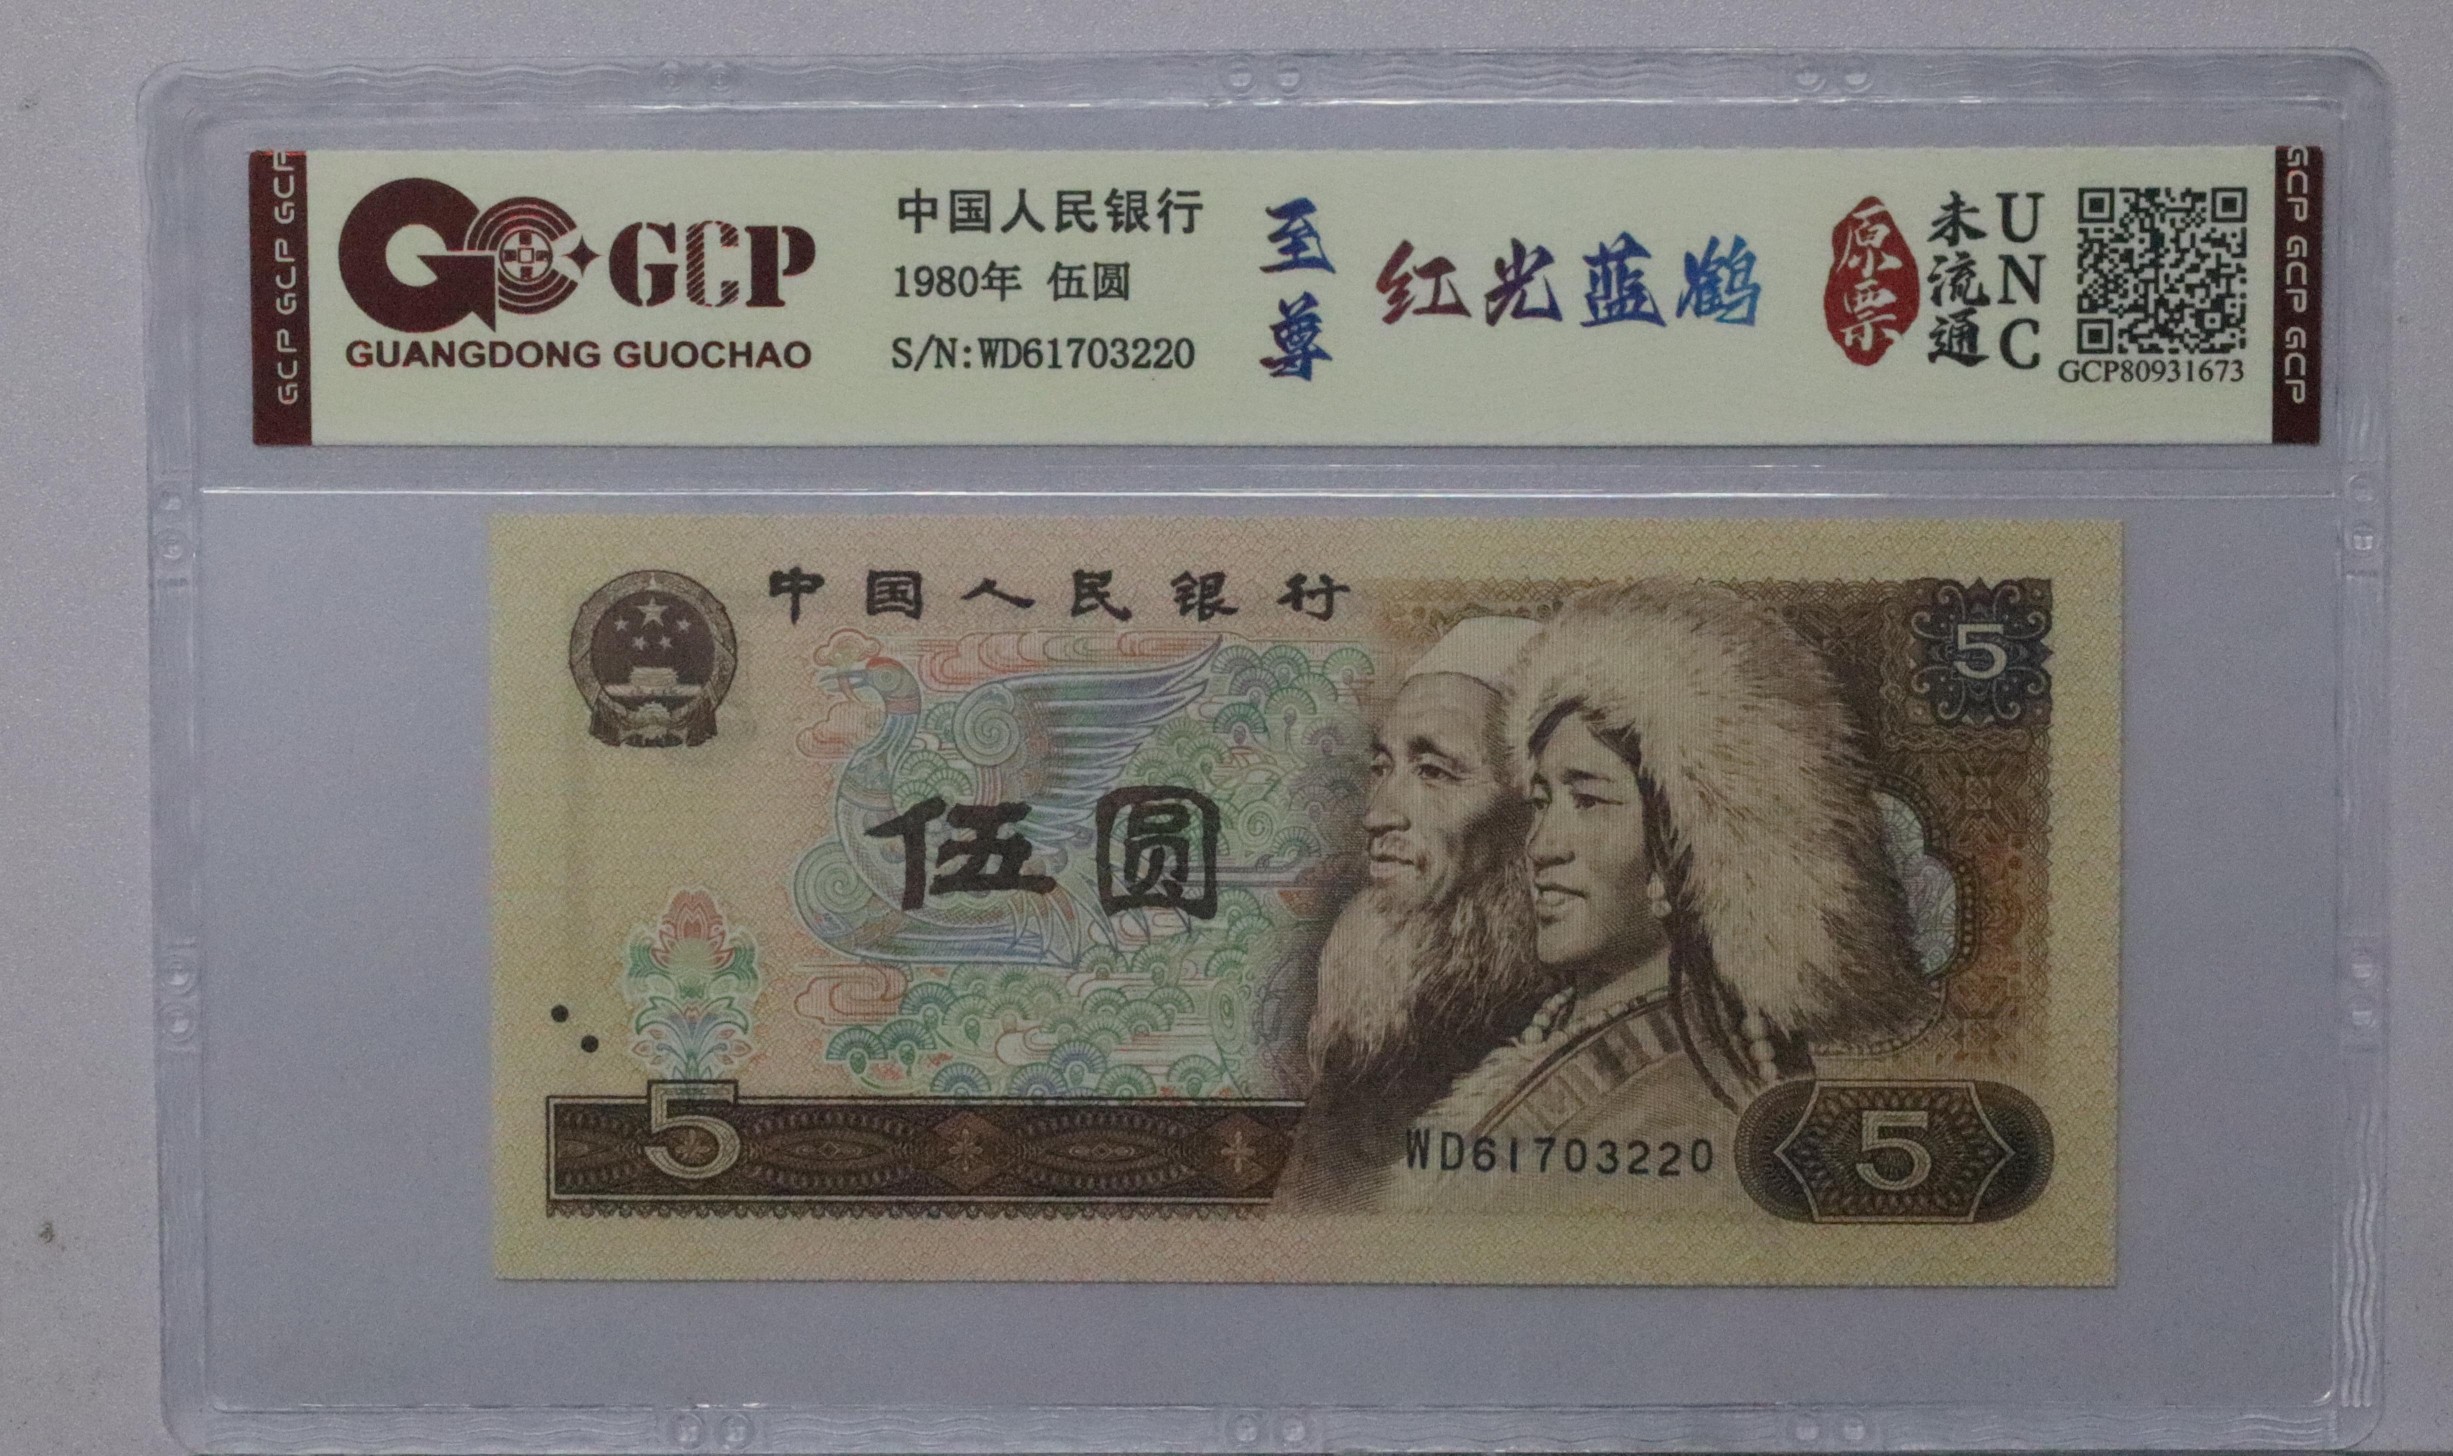 GCP GCP GCP
GCP
GUANGDONG GUOCHAO
中国人民银行
1980年 伍圆
S/N:WD61703220
至尊
红光蓝鹤
原票
未流通
UNC
GCP80931673
GCP GCP GCP
中国人民银行
5
伍圆
5
WD61703220
5